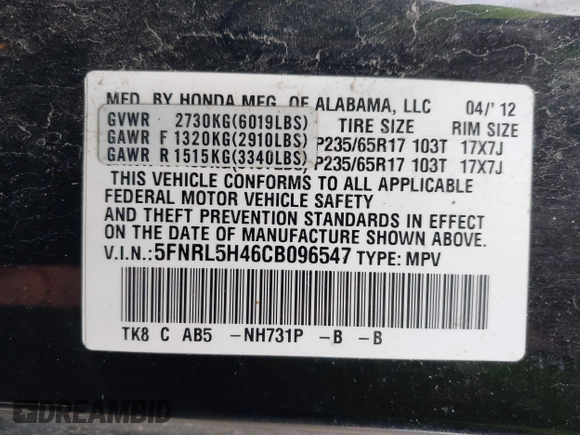 MFD. BY HONDA MFG. OF ALABAMA, LLC 04/'12
GVWR 2730KG(6019LBS) TIRE SIZE RIM SIZE
GAWR F 1320KG(2910LBS) P235/65R17 103T 17X7J
GAWR R 1515KG(3340LBS) P235/65R17 103T 17X7J
THIS VEHICLE CONFORMS TO ALL APPLICABLE
FEDERAL MOTOR VEHICLE SAFETY
AND THEFT PREVENTION STANDARDS IN EFFECT
ON THE DATE OF MANUFACTURE SHOWN ABOVE.
V.I.N.:5FNRL5H46CB096547 TYPE: MPV
TK8 C AB5 -NH731P -B -B
DREAMBID